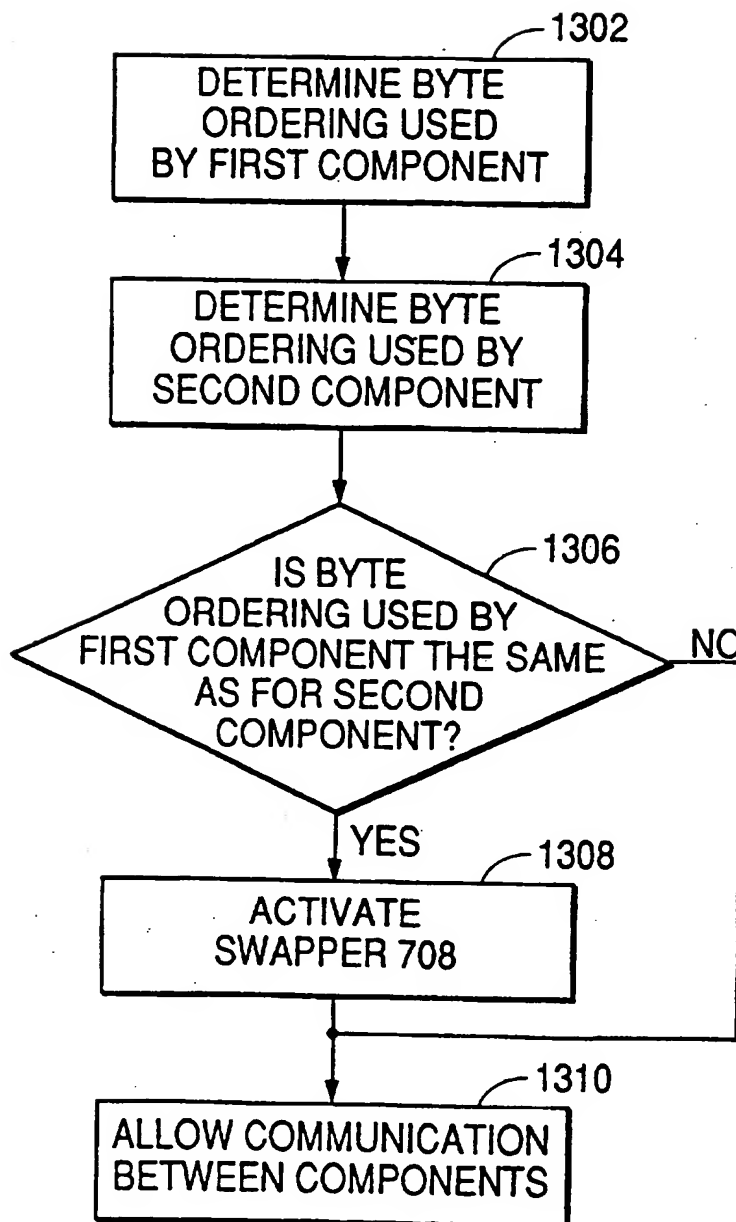 1302
DETERMINE BYTE
ORDERING USED
BY FIRST COMPONENT
1304
DETERMINE BYTE
ORDERING USED BY
SECOND COMPONENT
1306
IS BYTE
ORDERING USED BY
FIRST COMPONENT THE SAME
AS FOR SECOND
COMPONENT?
NO
YES
1308
ACTIVATE
SWAPPER 708
1310
ALLOW COMMUNICATION
BETWEEN COMPONENTS